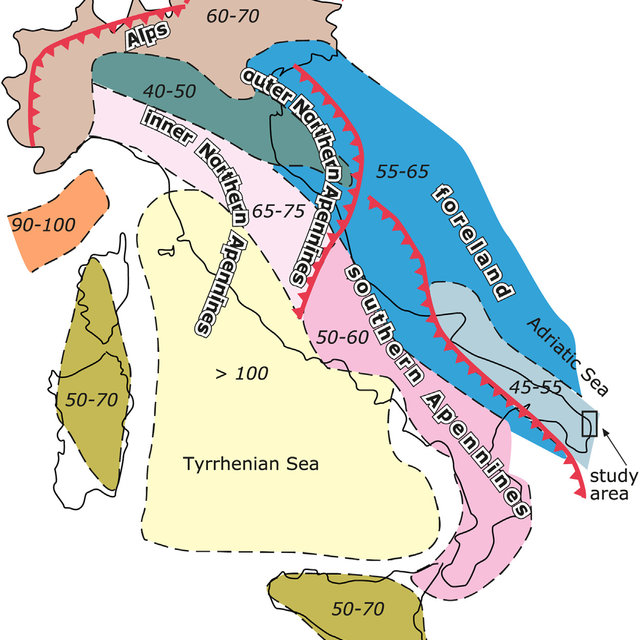 60-70
Alps
outer Northern Apennines
40-50
inner Northern Apennines
55-65
foreland
65-75
90-100
southern Apennines
50-60
Adriatic Sea
> 100
45-55
50-70
Tyrrhenian Sea
study
area
50-70